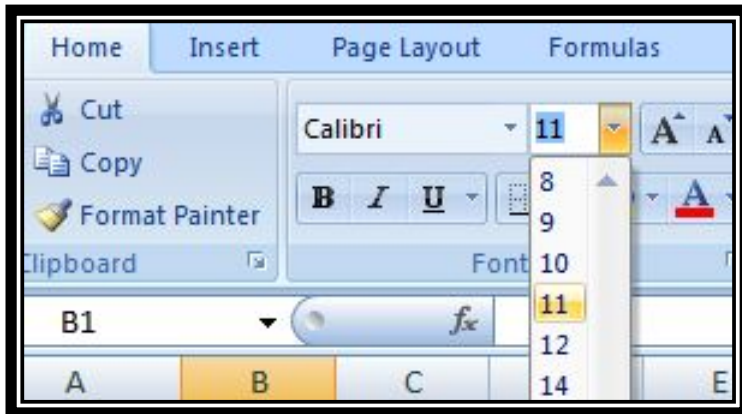 Home Insert Page Layout Formulas
Cut
Copy
Format Painter
Clipboard
Calibri 11 A A
B I U A
Font
8
9
10
11
12
14
B1 fx
A B C E